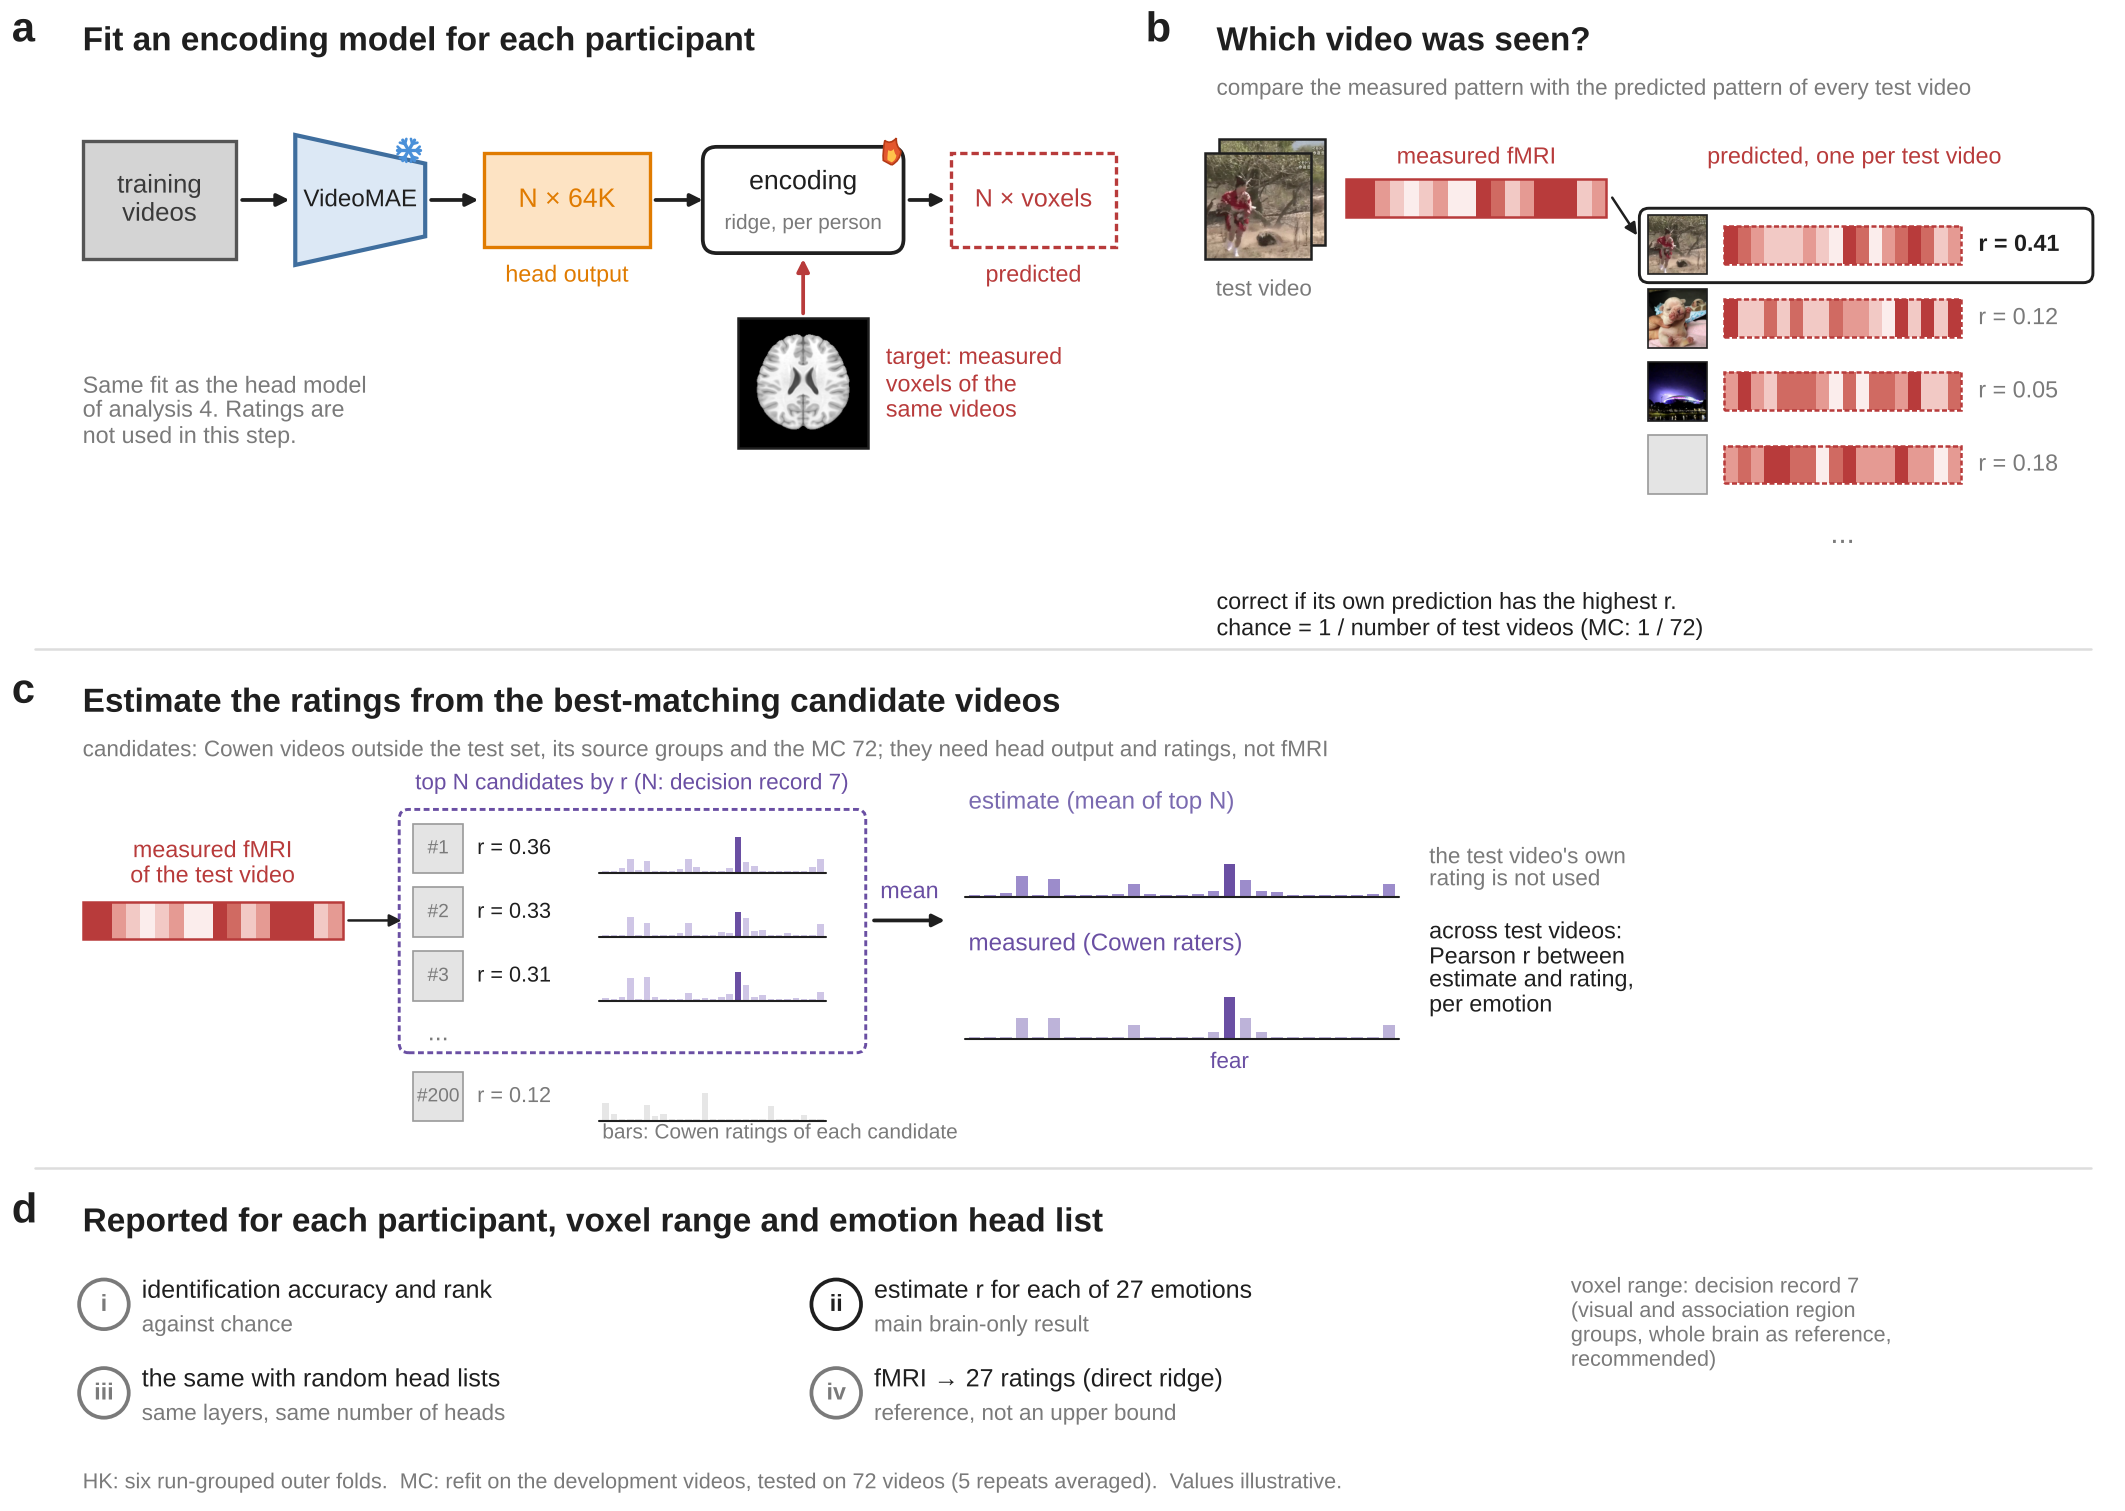 a
Fit an encoding model for each participant
training
videos
VideoMAE
N × 64K
head output
encoding
ridge, per person
N × voxels
predicted
target: measured
voxels of the
same videos
Same fit as the head model
of analysis 4. Ratings are
not used in this step.
b
Which video was seen?
compare the measured pattern with the predicted pattern of every test video
test video
measured fMRI
predicted, one per test video
r = 0.41
r = 0.12
r = 0.05
r = 0.18
...
correct if its own prediction has the highest r.
chance = 1 / number of test videos (MC: 1 / 72)
c
Estimate the ratings from the best-matching candidate videos
candidates: Cowen videos outside the test set, its source groups and the MC 72; they need head output and ratings, not fMRI
top N candidates by r (N: decision record 7)
measured fMRI
of the test video
#1 r = 0.36
#2 r = 0.33
#3 r = 0.31
...
#200 r = 0.12
bars: Cowen ratings of each candidate
mean
estimate (mean of top N)
measured (Cowen raters)
fear
the test video's own
rating is not used
across test videos:
Pearson r between
estimate and rating,
per emotion
d
Reported for each participant, voxel range and emotion head list
i
identification accuracy and rank
against chance
ii
estimate r for each of 27 emotions
main brain-only result
iii
the same with random head lists
same layers, same number of heads
iv
fMRI → 27 ratings (direct ridge)
reference, not an upper bound
voxel range: decision record 7
(visual and association region
groups, whole brain as reference,
recommended)
HK: six run-grouped outer folds.  MC: refit on the development videos, tested on 72 videos (5 repeats averaged).  Values illustrative.